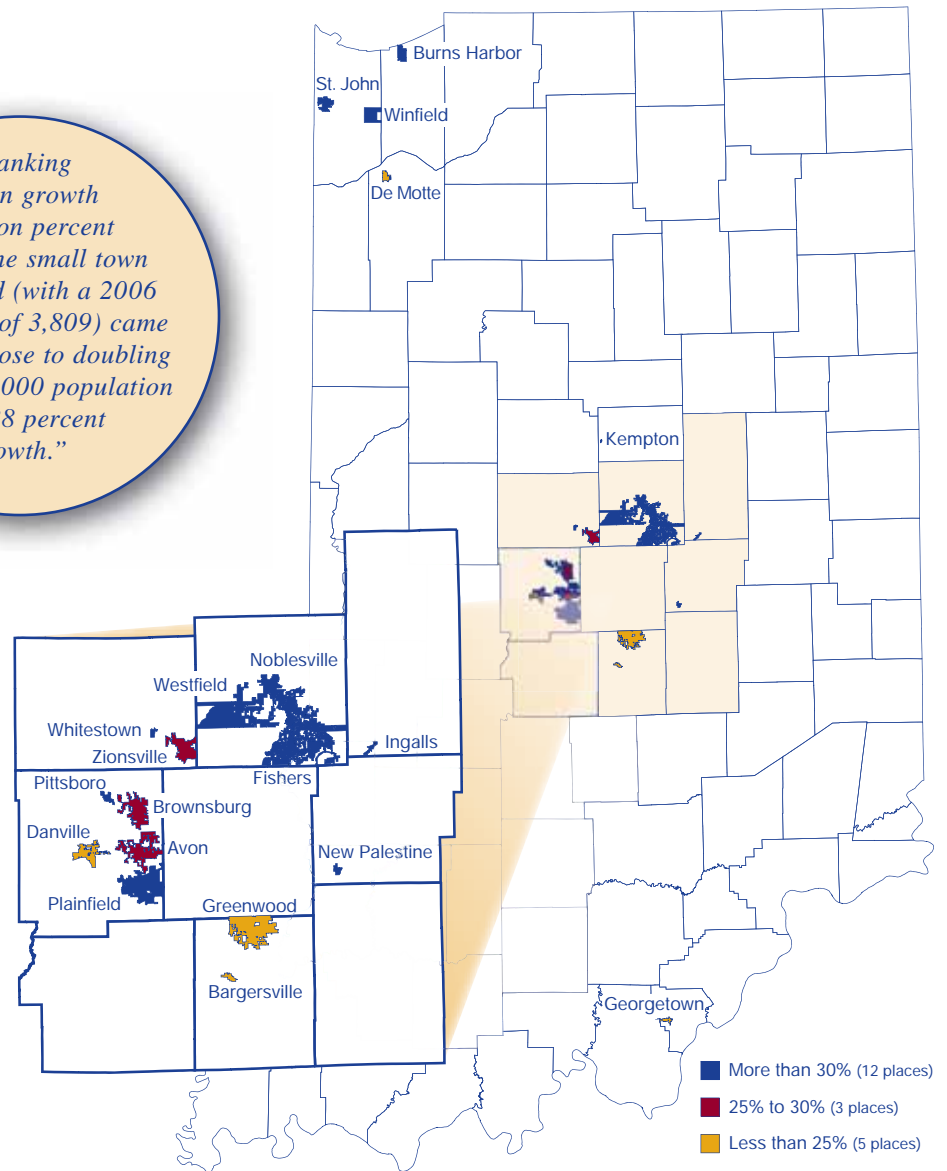 anking
n growth
on percent
ne small town
(with a 2006
of 3,809) came
ose to doubling
000 population
8 percent
owth.”
Burns Harbor
St. John
Winfield
De Motte
Kempton
Noblesville
Westfield
Whitestown
Zionsville
Ingalls
Fishers
Pittsboro
Brownsburg
Danville
Avon
New Palestine
Plainfield
Greenwood
Bargersville
Georgetown
More than 30% (12 places)
25% to 30% (3 places)
Less than 25% (5 places)